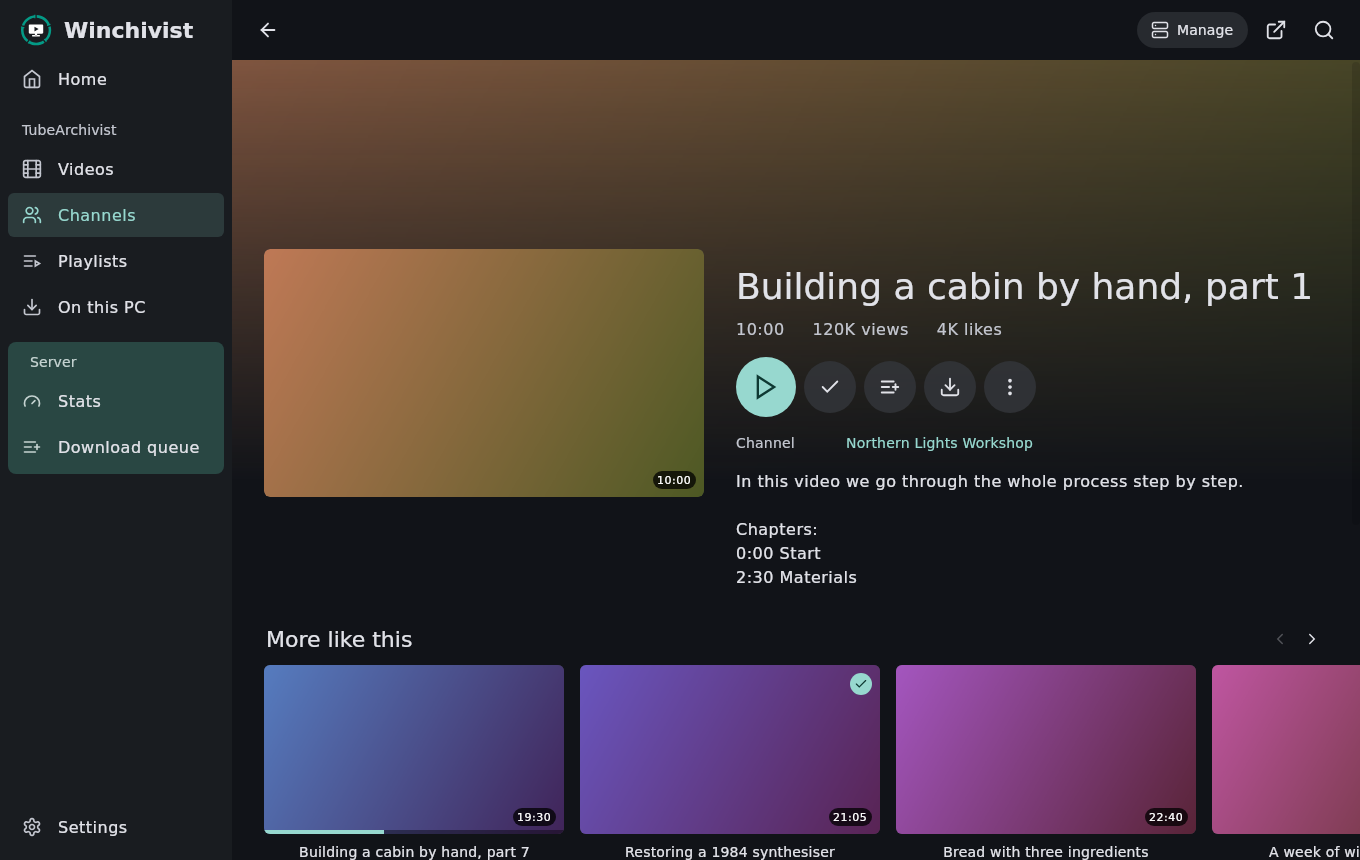 Winchivist
Manage
Home
TubeArchivist
Videos
Channels
Playlists
On this PC
Server
Stats
Download queue
Settings
10:00
Building a cabin by hand, part 1
10:00 120K views 4K likes
Channel Northern Lights Workshop
In this video we go through the whole process step by step.
Chapters:
0:00 Start
2:30 Materials
More like this
19:30
21:05
22:40
Building a cabin by hand, part 7
Restoring a 1984 synthesiser
Bread with three ingredients
A week of wi